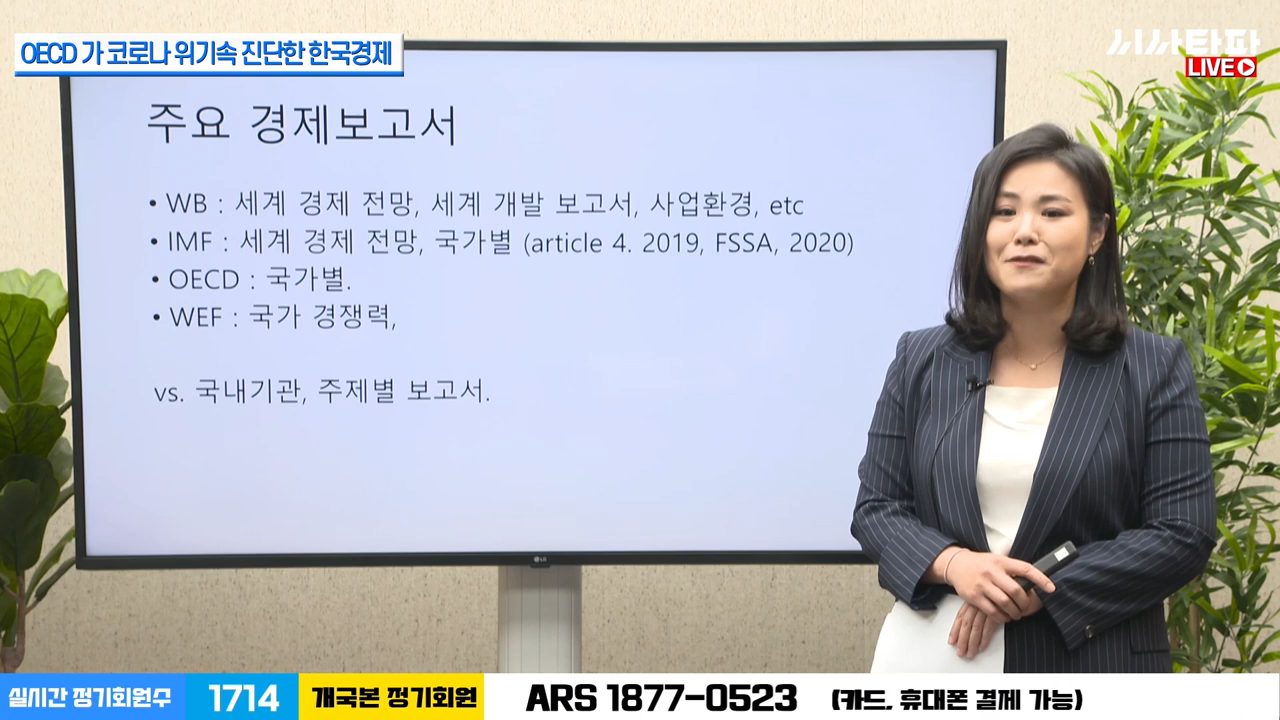 OECD 가 코로나 위기속 진단한 한국경제
시사타파
LIVE
주요 경제보고서
• WB : 세계 경제 전망, 세계 개발 보고서, 사업환경, etc
• IMF : 세계 경제 전망, 국가별 (article 4. 2019, FSSA, 2020)
• OECD : 국가별.
• WEF : 국가 경쟁력,
vs. 국내기관, 주제별 보고서.
LG
실시간 정기회원수 1714 개국본 정기회원 ARS 1877-0523 (카드, 휴대폰 결제 가능)